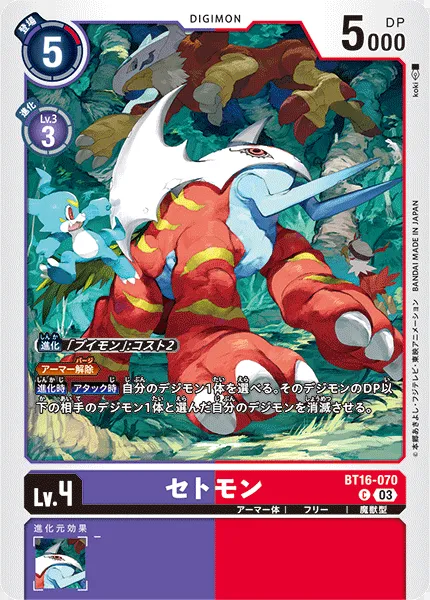 DIGIMON
登場
5
DP
5000
進化
Lv.3
3
koki
進化 「ブイモン」:コスト2
アーマー解除
進化時 アタック時 自分のデジモン1体を選べる。そのデジモンのDP以
下の相手のデジモン1体と選んだ自分のデジモンを消滅させる。
©本郷あきよし・フジテレビ・東映アニメーション BANDAI MADE IN JAPAN
Lv.4
セトモン
BT16-070
C 03
アーマー体 | フリー | 魔獣型
進化元効果
－